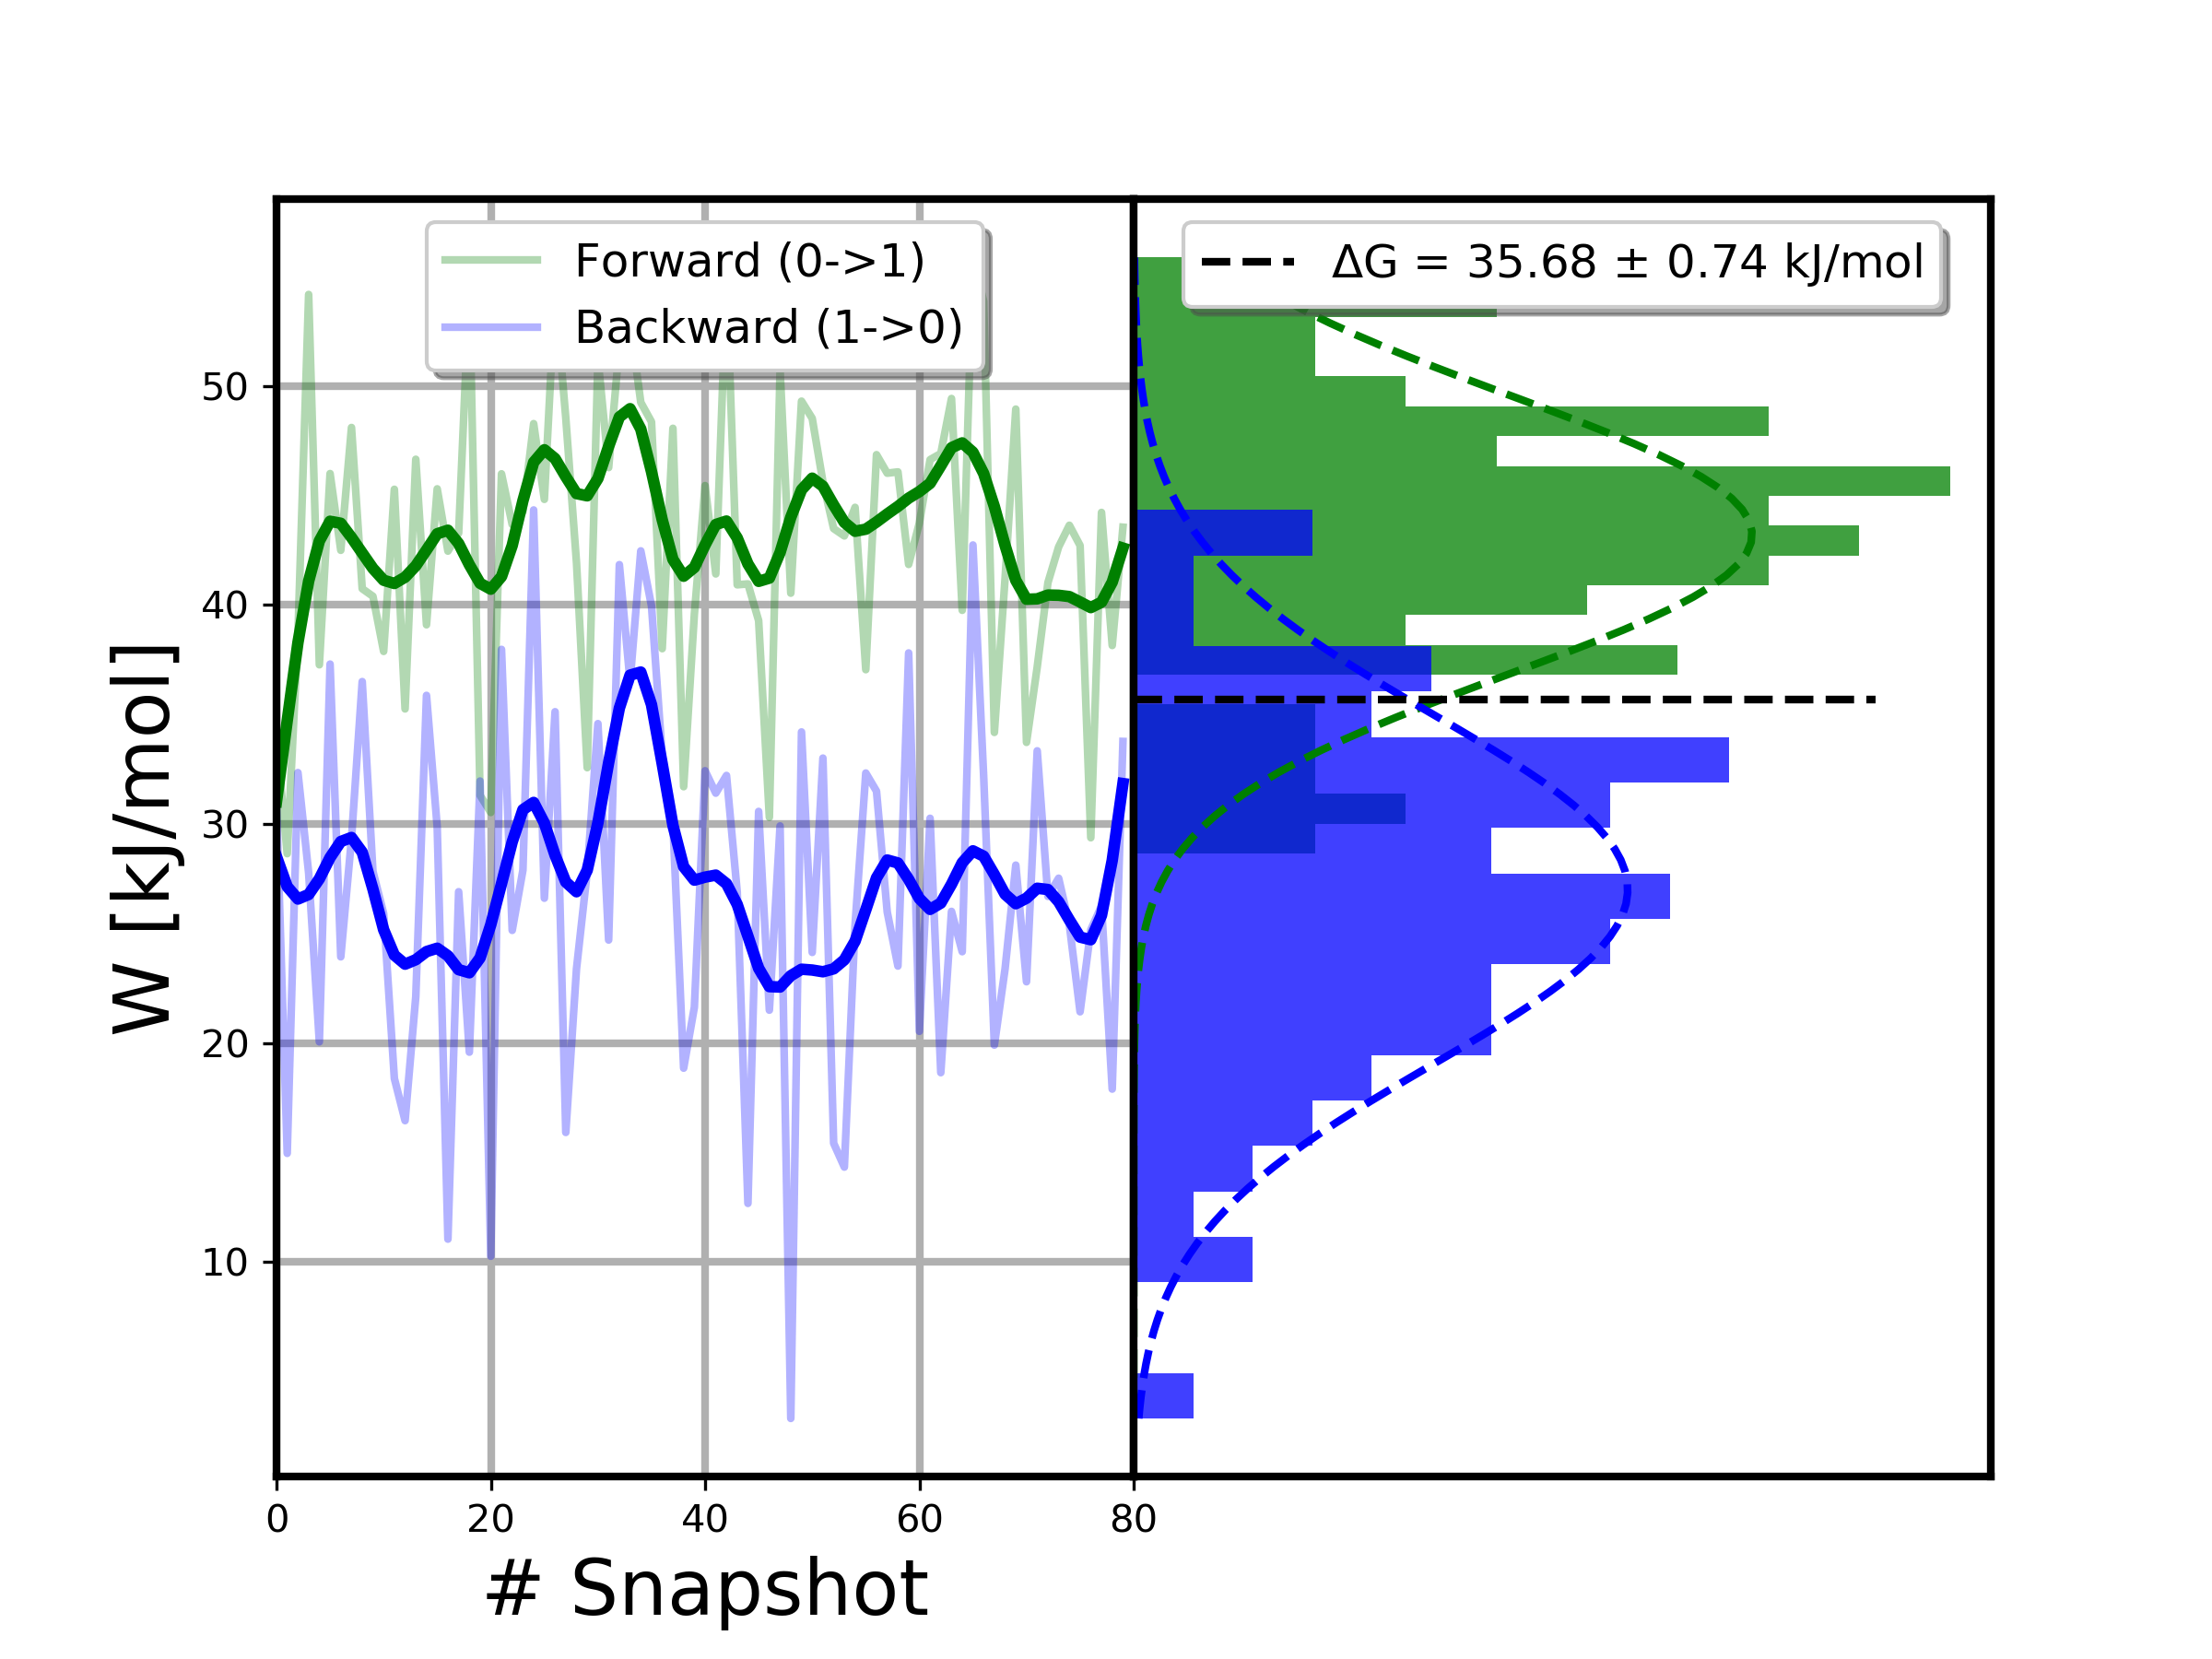 Forward (0->1)
Backward (1->0)
ΔG = 35.68 ± 0.74 kJ/mol
50
40
30
20
10
W [kJ/mol]
0 20 40 60 80
# Snapshot